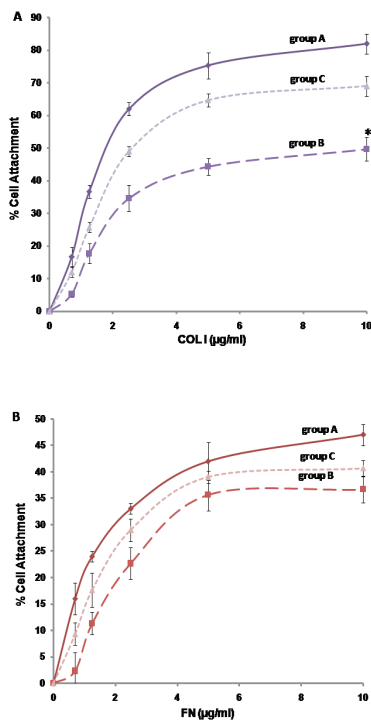 A
90
80
70
60
50
40
30
20
10
0
% Cell Attachment
group A
group C
group B
*
0 2 4 6 8 10
COL I (µg/ml)
B
50
45
40
35
30
25
20
15
10
5
0
% Cell Attachment
group A
group C
group B
0 2 4 6 8 10
FN (µg/ml)